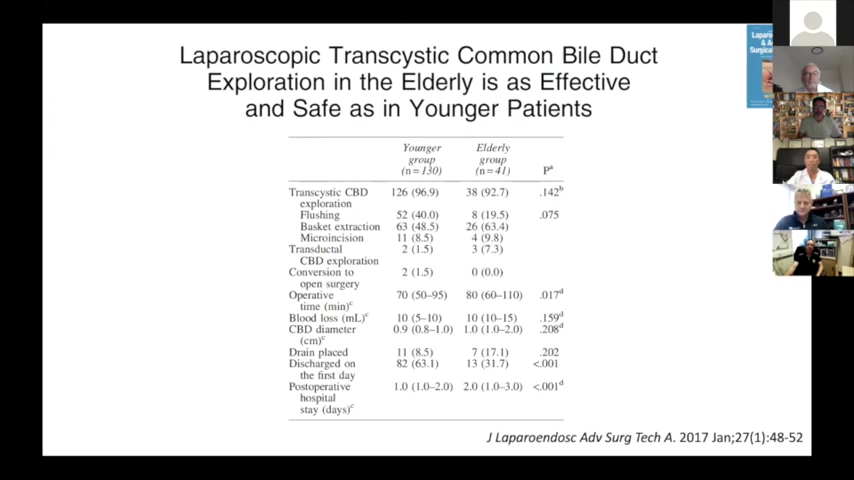 Laparoscopic Transcystic Common Bile Duct
Exploration in the Elderly is as Effective
and Safe as in Younger Patients
Younger group (n=130) Elderly group (n=41) Pᵃ
Transcystic CBD exploration 126 (96.9) 38 (92.7) .142ᵇ
Flushing 52 (40.0) 8 (19.5) .075
Basket extraction 63 (48.5) 26 (63.4)
Microincision 11 (8.5) 4 (9.8)
Transductal CBD exploration 2 (1.5) 3 (7.3)
Conversion to open surgery 2 (1.5) 0 (0.0)
Operative time (min)ᶜ 70 (50–95) 80 (60–110) .017ᵈ
Blood loss (mL)ᶜ 10 (5–10) 10 (10–15) .159ᵈ
CBD diameter (cm)ᶜ 0.9 (0.8–1.0) 1.0 (1.0–2.0) .208ᵈ
Drain placed 11 (8.5) 7 (17.1) .202
Discharged on the first day 82 (63.1) 13 (31.7) <.001
Postoperative hospital stay (days)ᶜ 1.0 (1.0–2.0) 2.0 (1.0–3.0) <.001ᵈ
J Laparoendosc Adv Surg Tech A. 2017 Jan;27(1):48-52